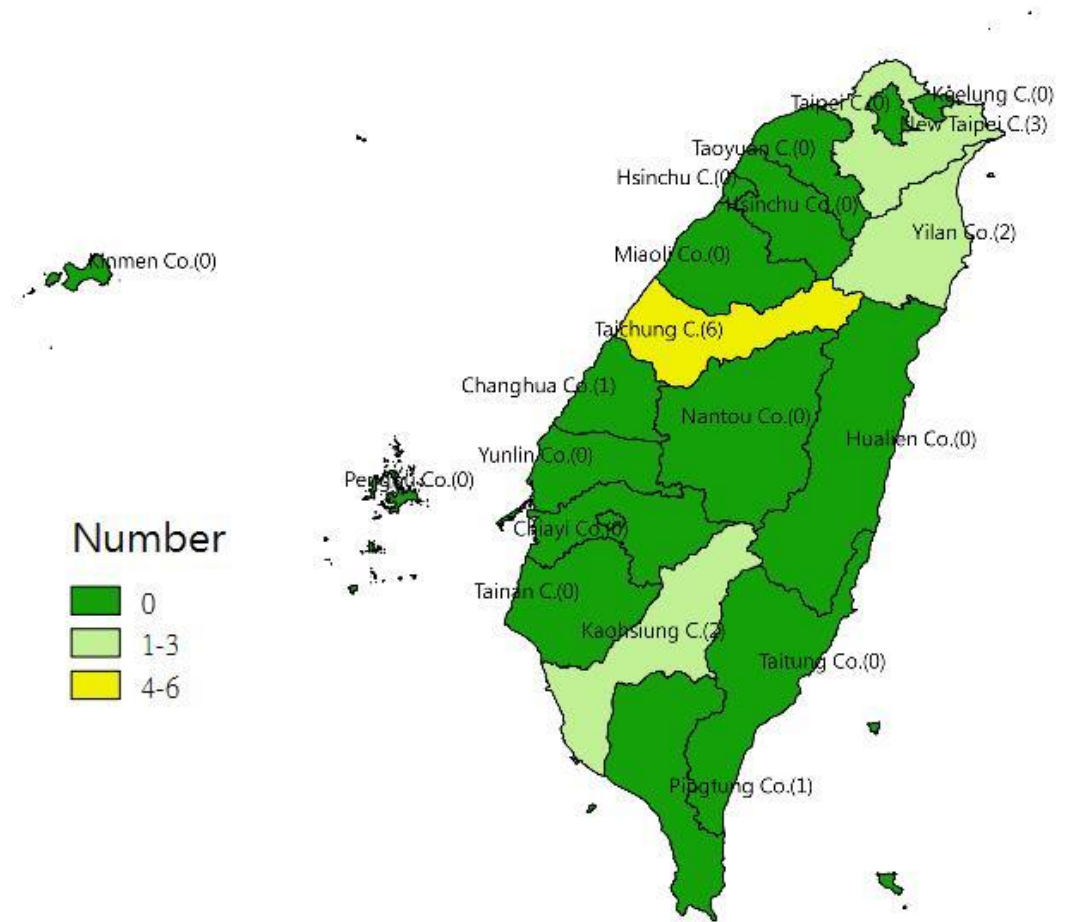 Taipei C.(0)
Keelung C.(0)
New Taipei C.(3)
Taoyuan C.(0)
Hsinchu C.(0)
Hsinchu Co.(0)
Yilan Co.(2)
Miaoli Co.(0)
Kinmen Co.(0)
Taichung C.(6)
Changhua Co.(1)
Nantou Co.(0)
Hualien Co.(0)
Yunlin Co.(0)
Penghu Co.(0)
Chiayi Co.(0)
Number
0
1-3
4-6
Tainan C.(0)
Kaohsiung C.(2)
Taitung Co.(0)
Pingtung Co.(1)